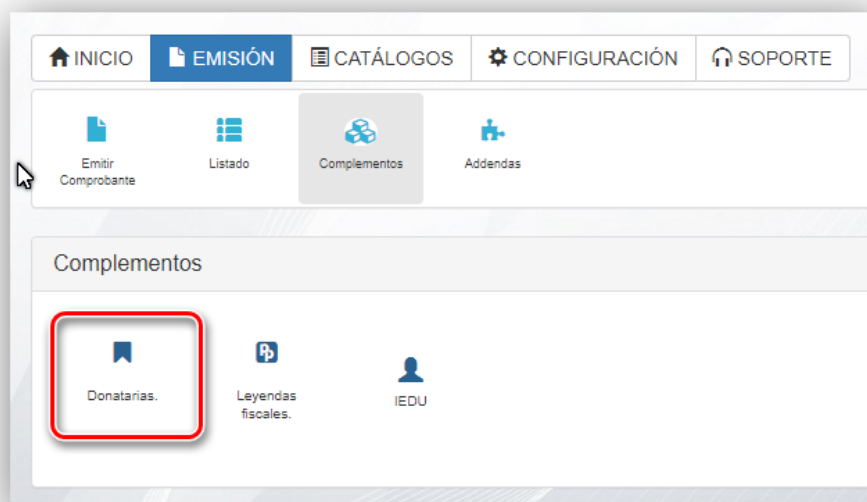 INICIO
EMISIÓN
CATÁLOGOS
CONFIGURACIÓN
SOPORTE
Emitir
Comprobante
Listado
Complementos
Addendas
Complementos
Donatarias.
Leyendas
fiscales.
IEDU